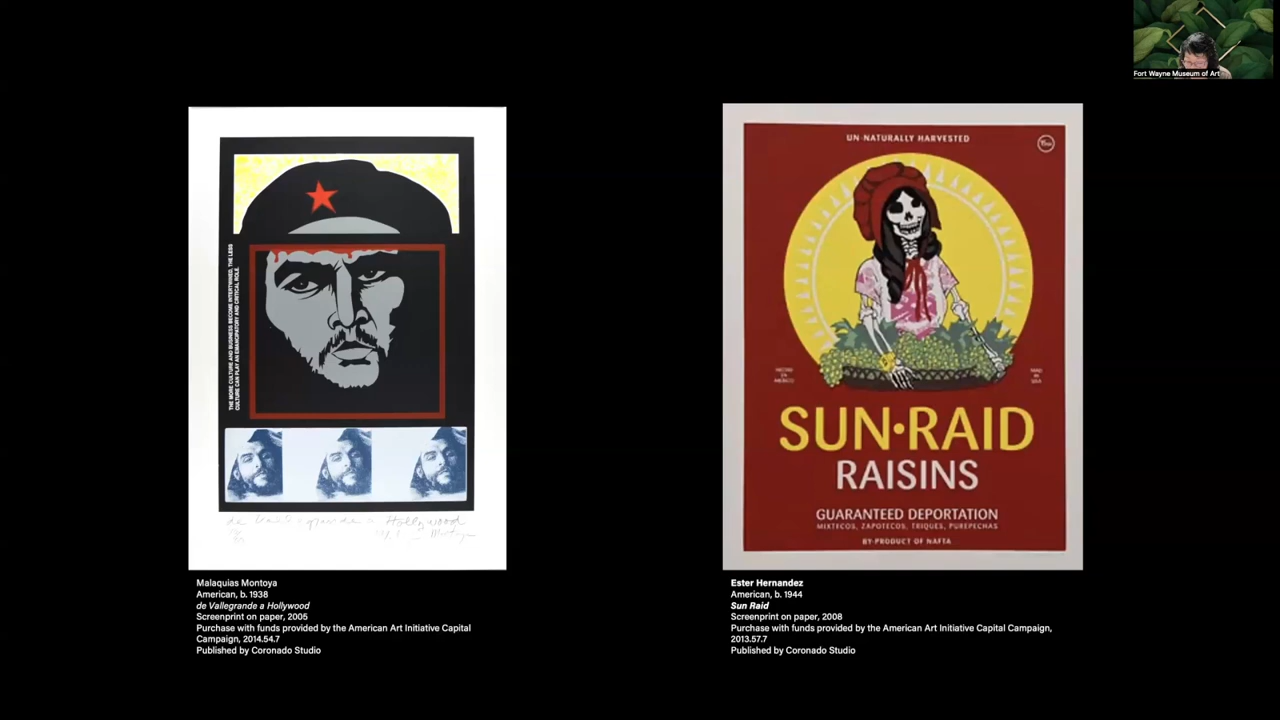 Fort Wayne Museum of Art
THE MORE CULTURE AND BUSINESS BECOME INTERTWINED, THE LESS
CULTURE CAN PLAY AN EMANCIPATORY AND CRITICAL ROLE.
de Vallegrande a Hollywood
Malaquias Montoya
American, b. 1938
de Vallegrande a Hollywood
Screenprint on paper, 2005
Purchase with funds provided by the American Art Initiative Capital
Campaign, 2014.54.7
Published by Coronado Studio
UN-NATURALLY HARVESTED
HECHO
EN
MEXICO
MAD
IN
USA
SUN·RAID
RAISINS
GUARANTEED DEPORTATION
MIXTECOS, ZAPOTECOS, TRIQUES, PUREPECHAS
BY-PRODUCT OF NAFTA
Ester Hernandez
American, b. 1944
Sun Raid
Screenprint on paper, 2008
Purchase with funds provided by the American Art Initiative Capital Campaign,
2013.57.7
Published by Coronado Studio